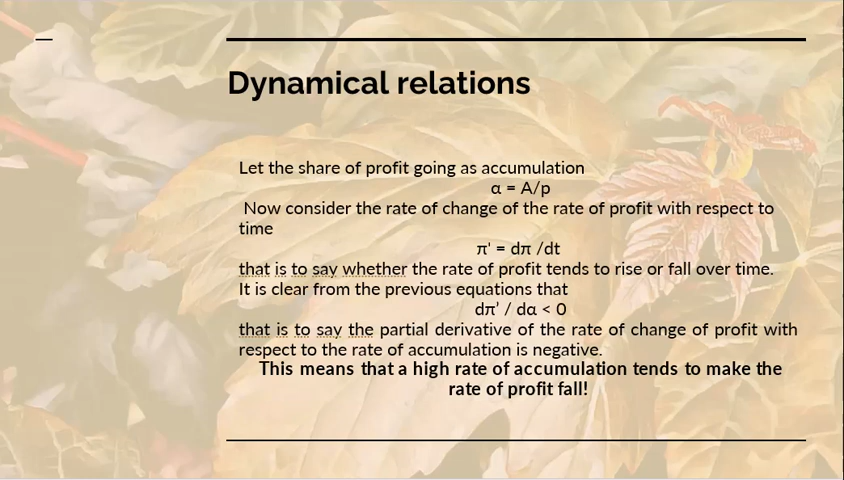 Dynamical relations
Let the share of profit going as accumulation
α = A/p
Now consider the rate of change of the rate of profit with respect to
time
π' = dπ /dt
that is to say whether the rate of profit tends to rise or fall over time.
It is clear from the previous equations that
dπ’ / dα < 0
that is to say the partial derivative of the rate of change of profit with
respect to the rate of accumulation is negative.
This means that a high rate of accumulation tends to make the
rate of profit fall!